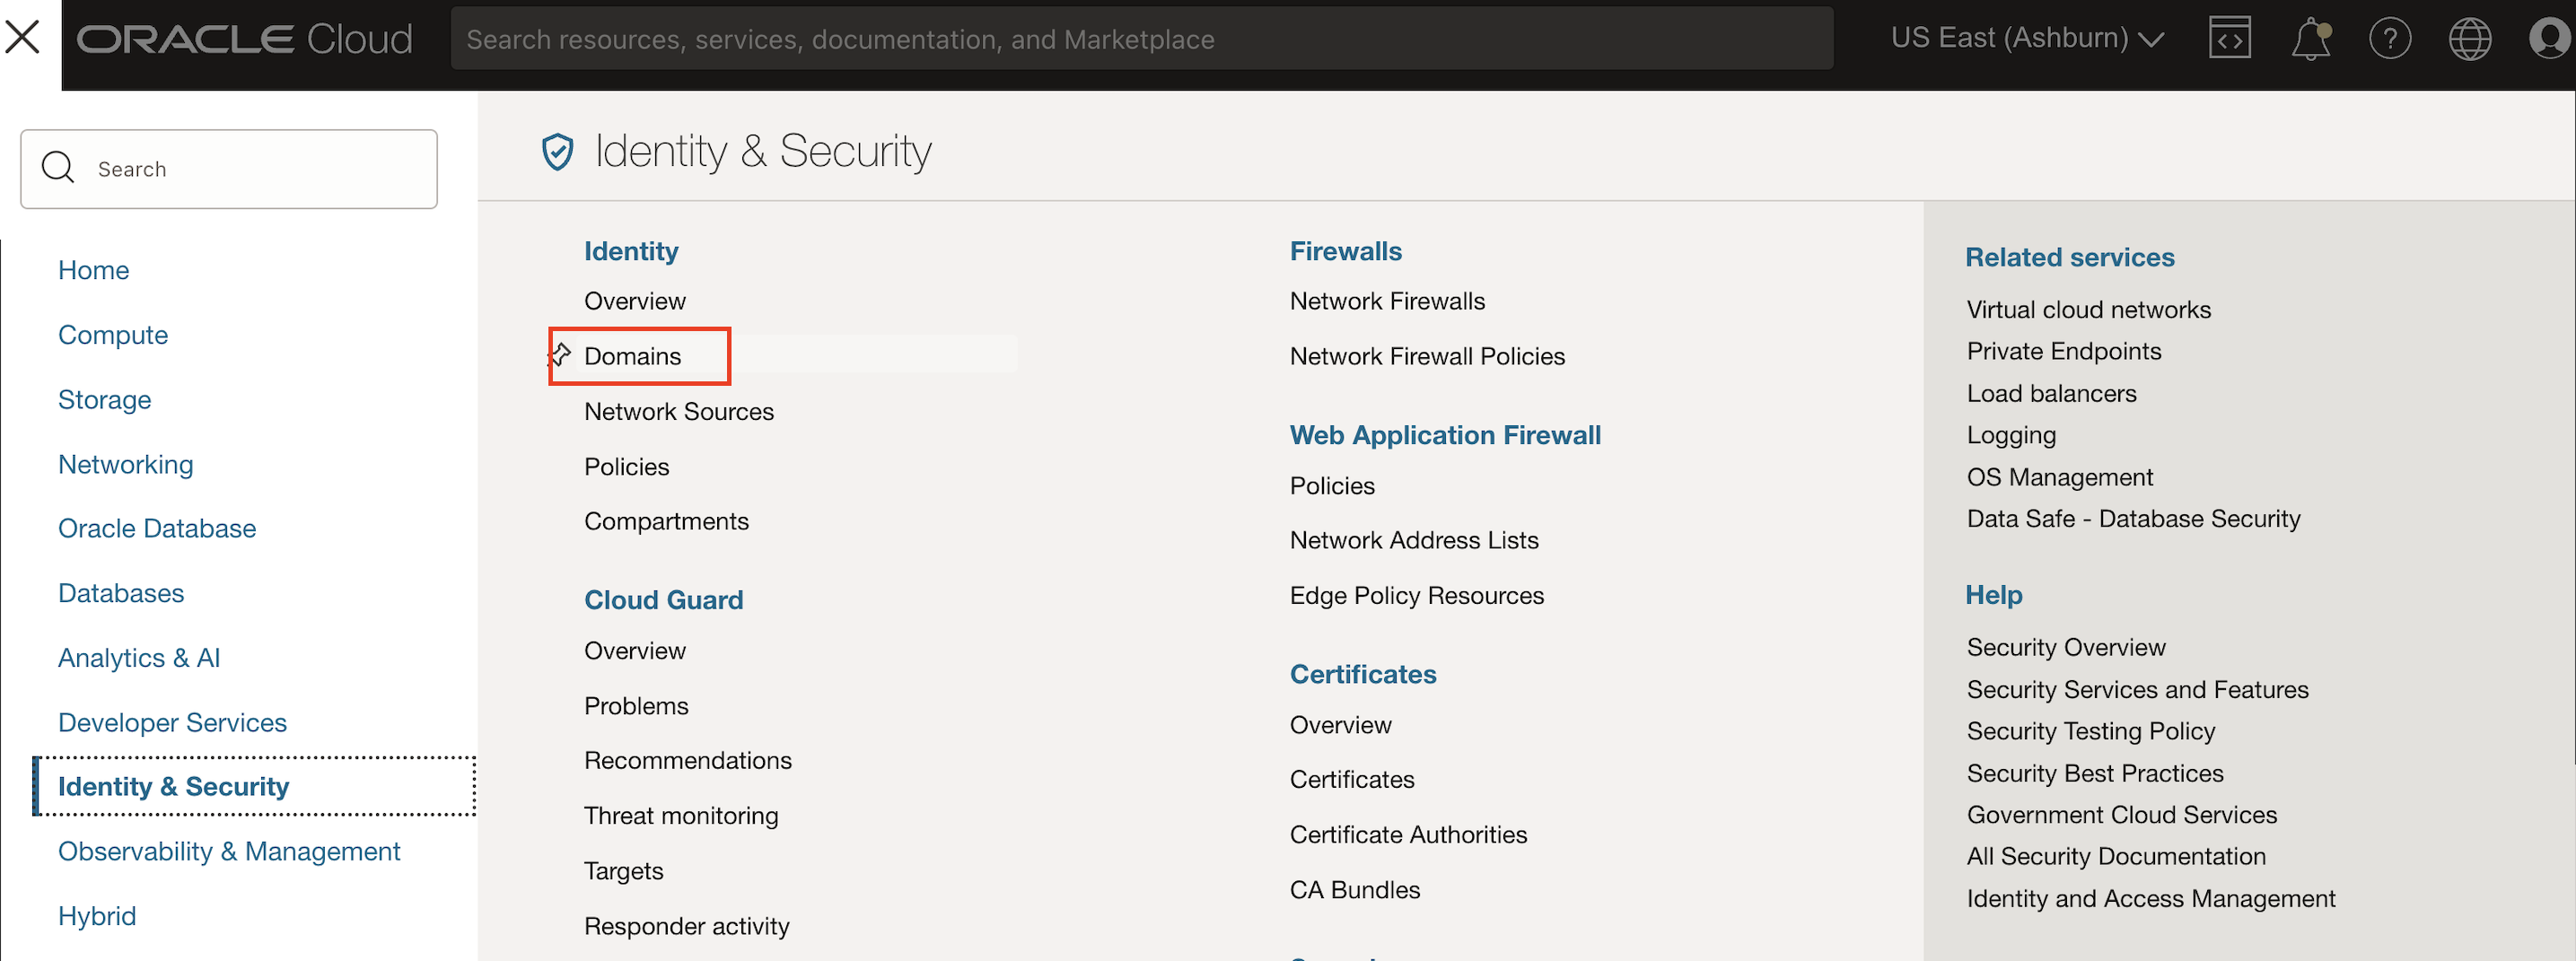 ORACLE Cloud
Search resources, services, documentation, and Marketplace
US East (Ashburn)
Search
Home
Compute
Storage
Networking
Oracle Database
Databases
Analytics & AI
Developer Services
Identity & Security
Observability & Management
Hybrid
Identity & Security
Identity
Overview
Domains
Network Sources
Policies
Compartments
Cloud Guard
Overview
Problems
Recommendations
Threat monitoring
Targets
Responder activity
Firewalls
Network Firewalls
Network Firewall Policies
Web Application Firewall
Policies
Network Address Lists
Edge Policy Resources
Certificates
Overview
Certificates
Certificate Authorities
CA Bundles
Related services
Virtual cloud networks
Private Endpoints
Load balancers
Logging
OS Management
Data Safe - Database Security
Help
Security Overview
Security Services and Features
Security Testing Policy
Security Best Practices
Government Cloud Services
All Security Documentation
Identity and Access Management